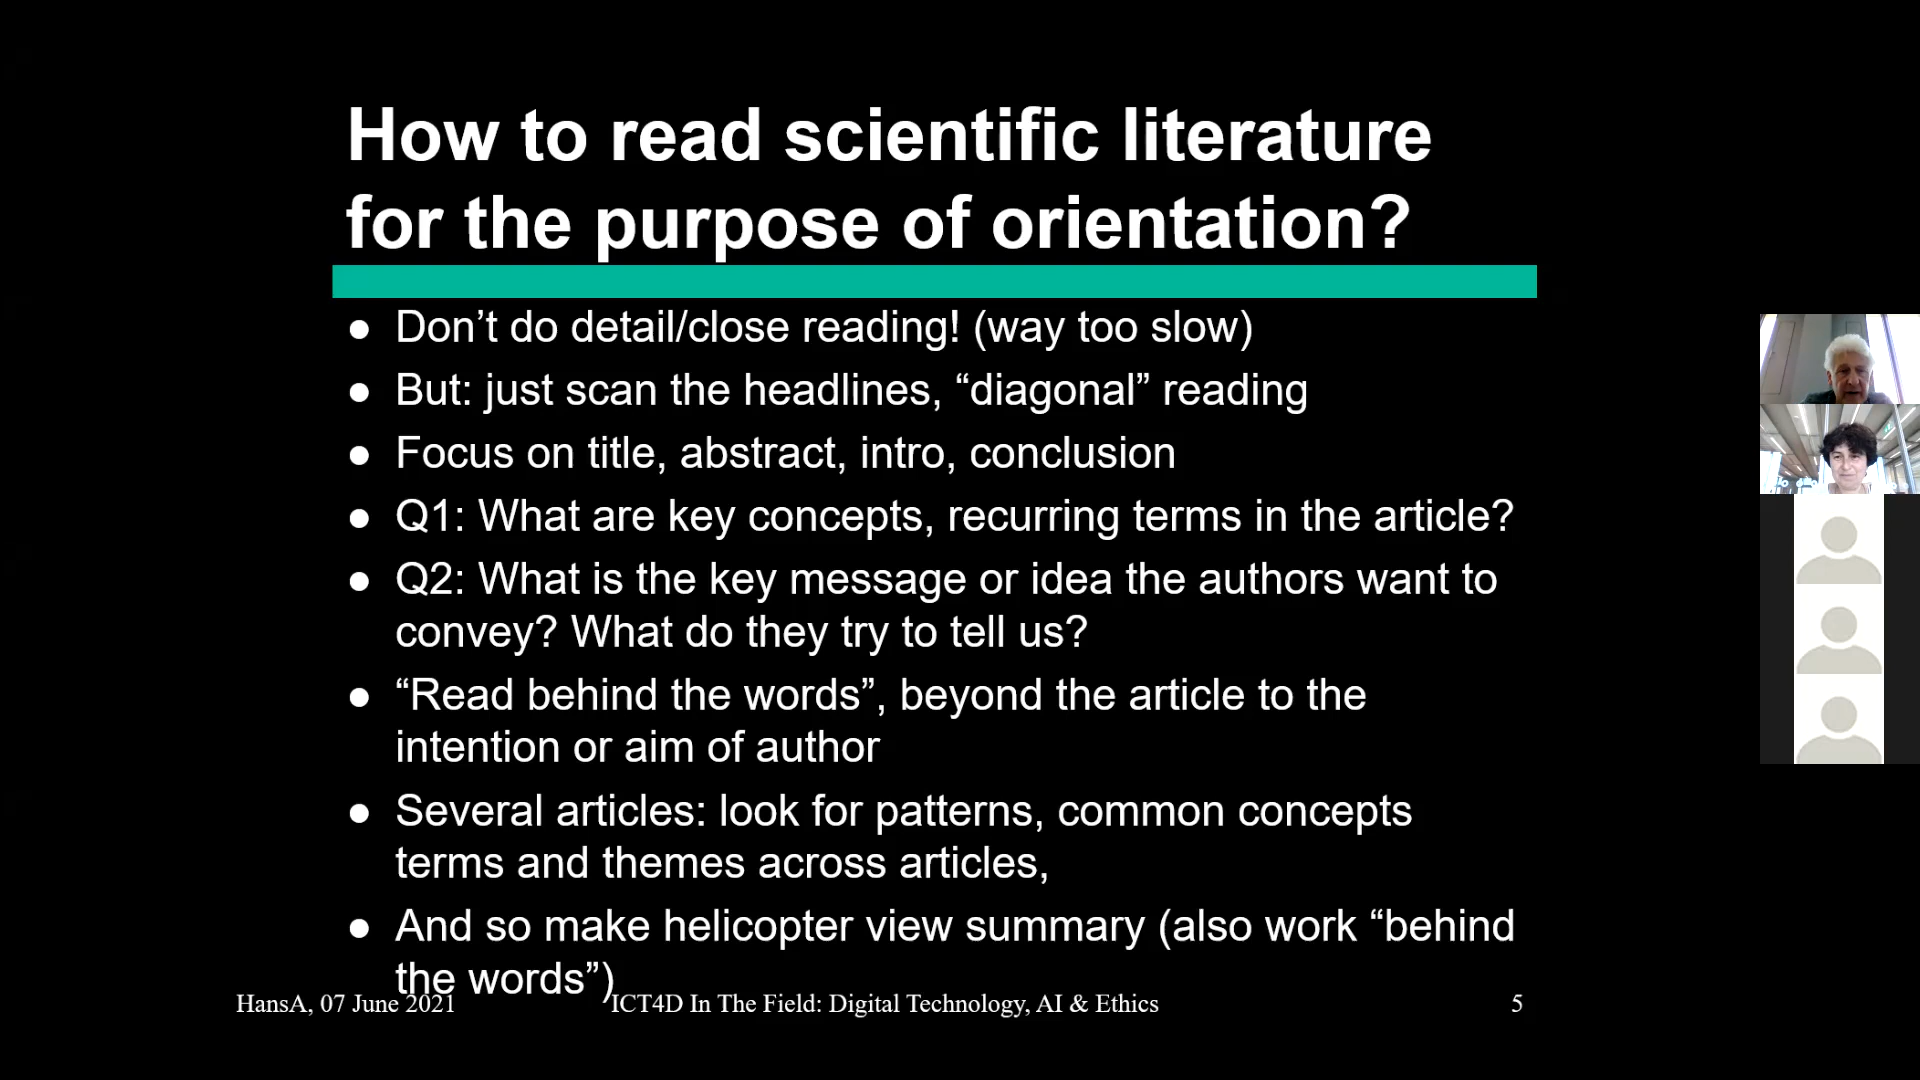 How to read scientific literature
for the purpose of orientation?
● Don’t do detail/close reading! (way too slow)
● But: just scan the headlines, “diagonal” reading
● Focus on title, abstract, intro, conclusion
● Q1: What are key concepts, recurring terms in the article?
● Q2: What is the key message or idea the authors want to
convey? What do they try to tell us?
● “Read behind the words”, beyond the article to the
intention or aim of author
● Several articles: look for patterns, common concepts
terms and themes across articles,
● And so make helicopter view summary (also work “behind
the words”)
HansA, 07 June 2021
ICT4D In The Field: Digital Technology, AI & Ethics
5